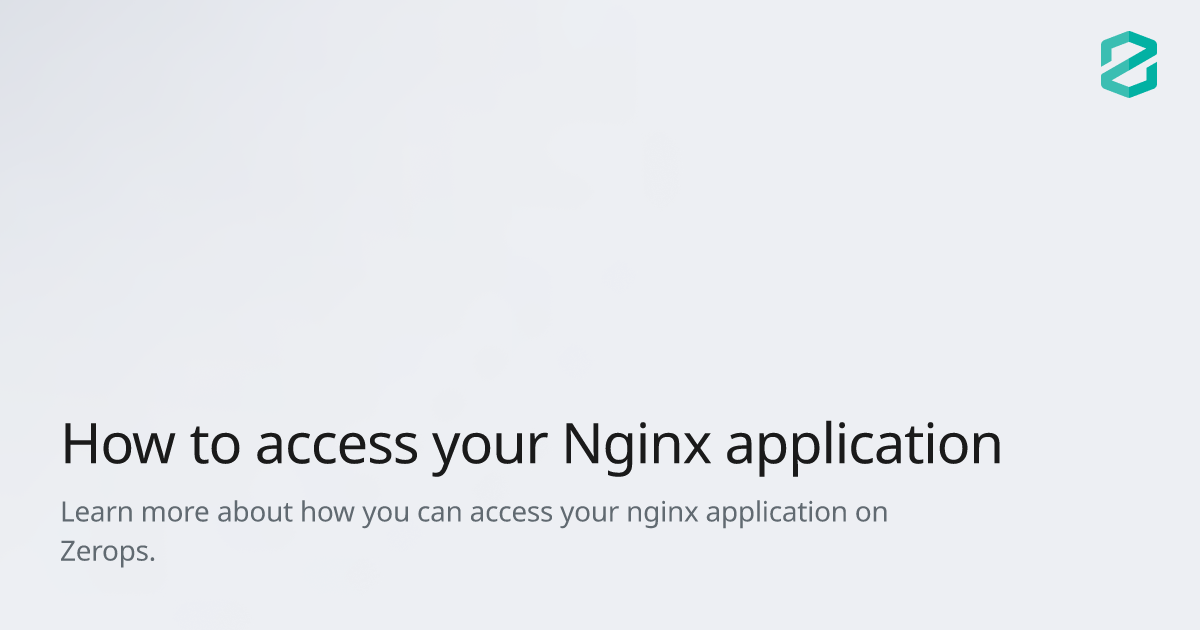 How to access your Nginx application
Learn more about how you can access your nginx application on
Zerops.